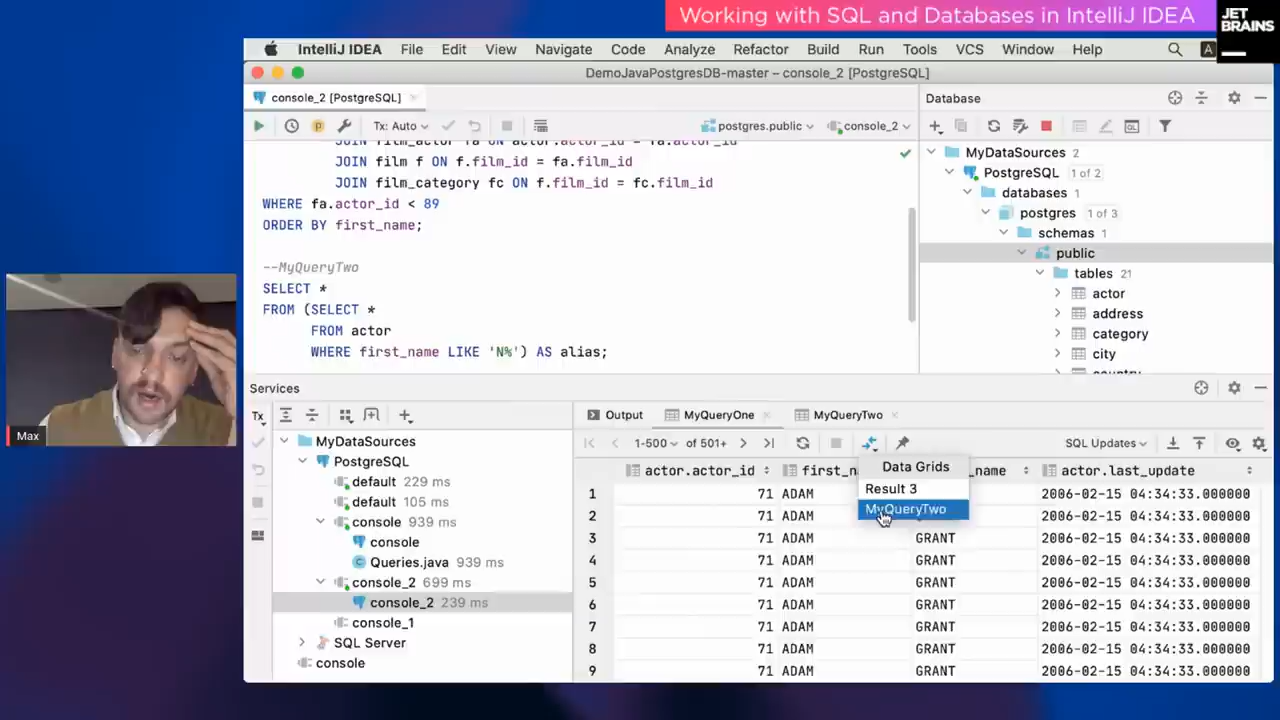 Working with SQL and Databases in IntelliJ IDEA
JET
BRAINS
IntelliJ IDEA File Edit View Navigate Code Analyze Refactor Build Run Tools VCS Window Help
A
DemoJavaPostgresDB-master – console_2 [PostgreSQL]
console_2 [PostgreSQL]
Tx: Auto
postgres.public
console_2
JOIN film_actor fa ON actor.actor_id = fa.actor_id
JOIN film f ON f.film_id = fa.film_id
JOIN film_category fc ON f.film_id = fc.film_id
WHERE fa.actor_id < 89
ORDER BY first_name;
--MyQueryTwo
SELECT *
FROM (SELECT *
FROM actor
WHERE first_name LIKE 'N%') AS alias;
Database
MyDataSources 2
PostgreSQL 1 of 2
databases 1
postgres 1 of 3
schemas 1
public
tables 21
actor
address
category
city
country
Max
Services
Tx
MyDataSources
PostgreSQL
default 229 ms
default 105 ms
console 939 ms
console
Queries.java 939 ms
console_2 699 ms
console_2 239 ms
console_1
SQL Server
console
Output MyQueryOne MyQueryTwo
1-500 of 501+
SQL Updates
Data Grids
Result 3
MyQueryTwo
actor.actor_id first_na _name actor.last_update
1 71 ADAM 2006-02-15 04:34:33.000000
2 71 ADAM 2006-02-15 04:34:33.000000
3 71 ADAM GRANT 2006-02-15 04:34:33.000000
4 71 ADAM GRANT 2006-02-15 04:34:33.000000
5 71 ADAM GRANT 2006-02-15 04:34:33.000000
6 71 ADAM GRANT 2006-02-15 04:34:33.000000
7 71 ADAM GRANT 2006-02-15 04:34:33.000000
8 71 ADAM GRANT 2006-02-15 04:34:33.000000
9 71 ADAM GRANT 2006-02-15 04:34:33.000000